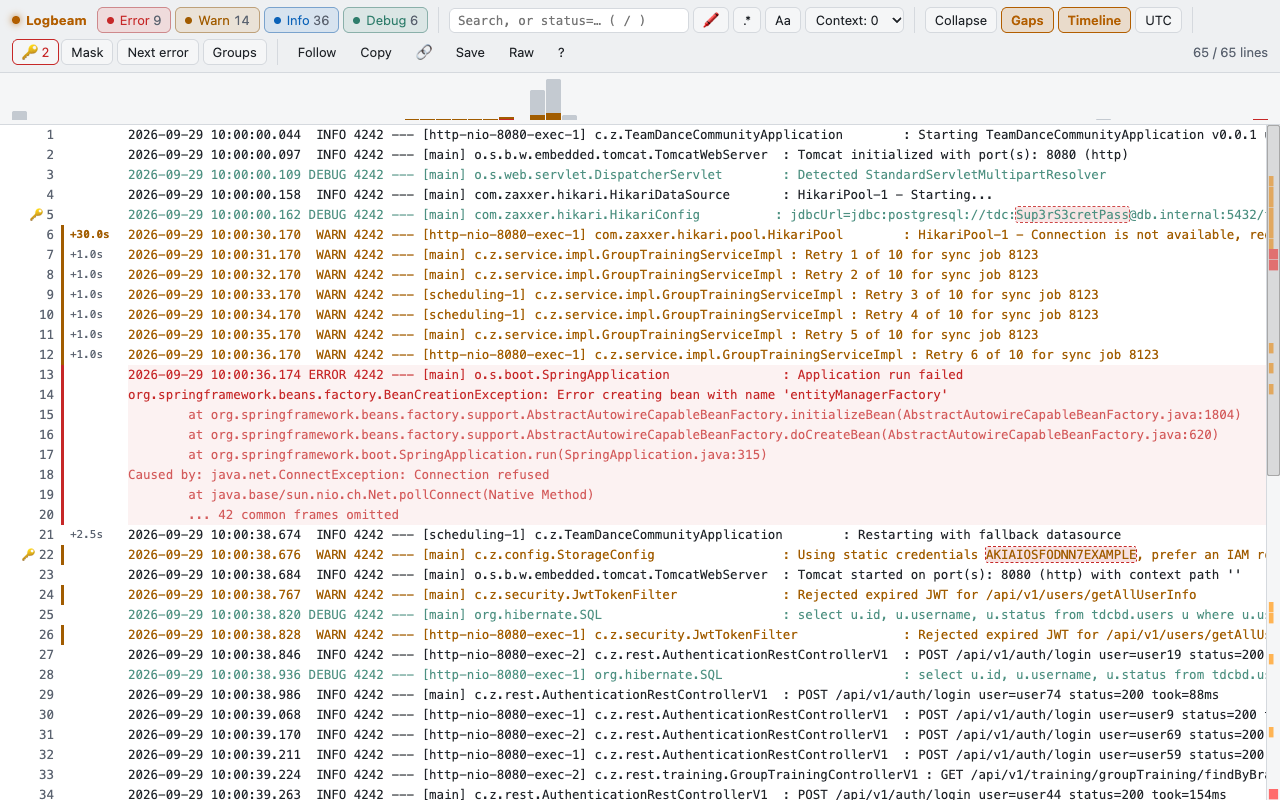 Logbeam Error 9 Warn 14 Info 36 Debug 6 Search, or status=… ( / ) .* Aa Context: 0 Collapse Gaps Timeline UTC
2 Mask Next error Groups Follow Copy Save Raw ? 65 / 65 lines
1 2026-09-29 10:00:00.044  INFO 4242 --- [http-nio-8080-exec-1] c.z.TeamDanceCommunityApplication        : Starting TeamDanceCommunityApplication v0.0.1
2 2026-09-29 10:00:00.097  INFO 4242 --- [main] o.s.b.w.embedded.tomcat.TomcatWebServer  : Tomcat initialized with port(s): 8080 (http)
3 2026-09-29 10:00:00.109 DEBUG 4242 --- [main] o.s.web.servlet.DispatcherServlet        : Detected StandardServletMultipartResolver
4 2026-09-29 10:00:00.158  INFO 4242 --- [main] com.zaxxer.hikari.HikariDataSource       : HikariPool-1 - Starting...
5 2026-09-29 10:00:00.162 DEBUG 4242 --- [main] com.zaxxer.hikari.HikariConfig          : jdbcUrl=jdbc:postgresql://tdc:Sup3rS3cretPass@db.internal:5432/
6 +30.0s 2026-09-29 10:00:30.170  WARN 4242 --- [http-nio-8080-exec-1] com.zaxxer.hikari.pool.HikariPool        : HikariPool-1 - Connection is not available, re
7 +1.0s 2026-09-29 10:00:31.170  WARN 4242 --- [main] c.z.service.impl.GroupTrainingServiceImpl : Retry 1 of 10 for sync job 8123
8 +1.0s 2026-09-29 10:00:32.170  WARN 4242 --- [main] c.z.service.impl.GroupTrainingServiceImpl : Retry 2 of 10 for sync job 8123
9 +1.0s 2026-09-29 10:00:33.170  WARN 4242 --- [scheduling-1] c.z.service.impl.GroupTrainingServiceImpl : Retry 3 of 10 for sync job 8123
10 +1.0s 2026-09-29 10:00:34.170  WARN 4242 --- [scheduling-1] c.z.service.impl.GroupTrainingServiceImpl : Retry 4 of 10 for sync job 8123
11 +1.0s 2026-09-29 10:00:35.170  WARN 4242 --- [main] c.z.service.impl.GroupTrainingServiceImpl : Retry 5 of 10 for sync job 8123
12 +1.0s 2026-09-29 10:00:36.170  WARN 4242 --- [http-nio-8080-exec-2] c.z.service.impl.GroupTrainingServiceImpl : Retry 6 of 10 for sync job 8123
13 2026-09-29 10:00:36.174 ERROR 4242 --- [main] o.s.boot.SpringApplication               : Application run failed
14 org.springframework.beans.factory.BeanCreationException: Error creating bean with name 'entityManagerFactory'
15         at org.springframework.beans.factory.support.AbstractAutowireCapableBeanFactory.initializeBean(AbstractAutowireCapableBeanFactory.java:1804)
16         at org.springframework.beans.factory.support.AbstractAutowireCapableBeanFactory.doCreateBean(AbstractAutowireCapableBeanFactory.java:620)
17         at org.springframework.boot.SpringApplication.run(SpringApplication.java:315)
18 Caused by: java.net.ConnectException: Connection refused
19         at java.base/sun.nio.ch.Net.pollConnect(Native Method)
20         ... 42 common frames omitted
21 +2.5s 2026-09-29 10:00:38.674  INFO 4242 --- [scheduling-1] c.z.TeamDanceCommunityApplication        : Restarting with fallback datasource
22 2026-09-29 10:00:38.676  WARN 4242 --- [main] c.z.config.StorageConfig                 : Using static credentials AKIAIOSFODNN7EXAMPLE, prefer an IAM r
23 2026-09-29 10:00:38.684  INFO 4242 --- [main] o.s.b.w.embedded.tomcat.TomcatWebServer  : Tomcat started on port(s): 8080 (http) with context path ''
24 2026-09-29 10:00:38.767  WARN 4242 --- [main] c.z.security.JwtTokenFilter              : Rejected expired JWT for /api/v1/users/getAllUserInfo
25 2026-09-29 10:00:38.820 DEBUG 4242 --- [main] org.hibernate.SQL                        : select u.id, u.username, u.status from tdcbd.users u where u.u
26 2026-09-29 10:00:38.828  WARN 4242 --- [http-nio-8080-exec-2] c.z.security.JwtTokenFilter              : Rejected expired JWT for /api/v1/users/getAllU
27 2026-09-29 10:00:38.846  INFO 4242 --- [http-nio-8080-exec-2] c.z.rest.AuthenticationRestControllerV1  : POST /api/v1/auth/login user=user19 status=200
28 2026-09-29 10:00:38.936 DEBUG 4242 --- [http-nio-8080-exec-1] org.hibernate.SQL                        : select u.id, u.username, u.status from tdcbd.u
29 2026-09-29 10:00:38.986  INFO 4242 --- [main] c.z.rest.AuthenticationRestControllerV1  : POST /api/v1/auth/login user=user74 status=200 took=88ms
30 2026-09-29 10:00:39.068  INFO 4242 --- [http-nio-8080-exec-1] c.z.rest.AuthenticationRestControllerV1  : POST /api/v1/auth/login user=user9 status=200
31 2026-09-29 10:00:39.170  INFO 4242 --- [http-nio-8080-exec-2] c.z.rest.AuthenticationRestControllerV1  : POST /api/v1/auth/login user=user69 status=200
32 2026-09-29 10:00:39.211  INFO 4242 --- [http-nio-8080-exec-1] c.z.rest.AuthenticationRestControllerV1  : POST /api/v1/auth/login user=user59 status=200
33 2026-09-29 10:00:39.224  INFO 4242 --- [http-nio-8080-exec-2] c.z.rest.training.GroupTrainingControllerV1 : GET /api/v1/training/groupTraining/findByBra
34 2026-09-29 10:00:39.263  INFO 4242 --- [main] c.z.rest.AuthenticationRestControllerV1  : POST /api/v1/auth/login user=user44 status=200 took=154ms